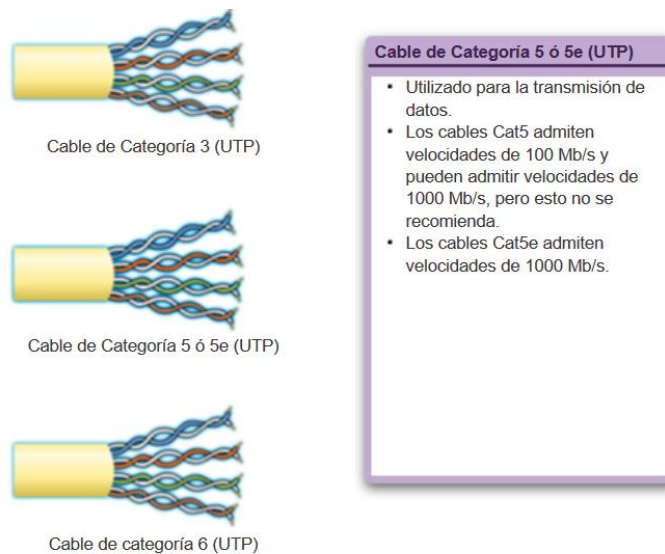 Cable de Categoría 3 (UTP)
Cable de Categoría 5 ó 5e (UTP)
Cable de categoría 6 (UTP)
Cable de Categoría 5 ó 5e (UTP)
• Utilizado para la transmisión de
datos.
• Los cables Cat5 admiten
velocidades de 100 Mb/s y
pueden admitir velocidades de
1000 Mb/s, pero esto no se
recomienda.
• Los cables Cat5e admiten
velocidades de 1000 Mb/s.